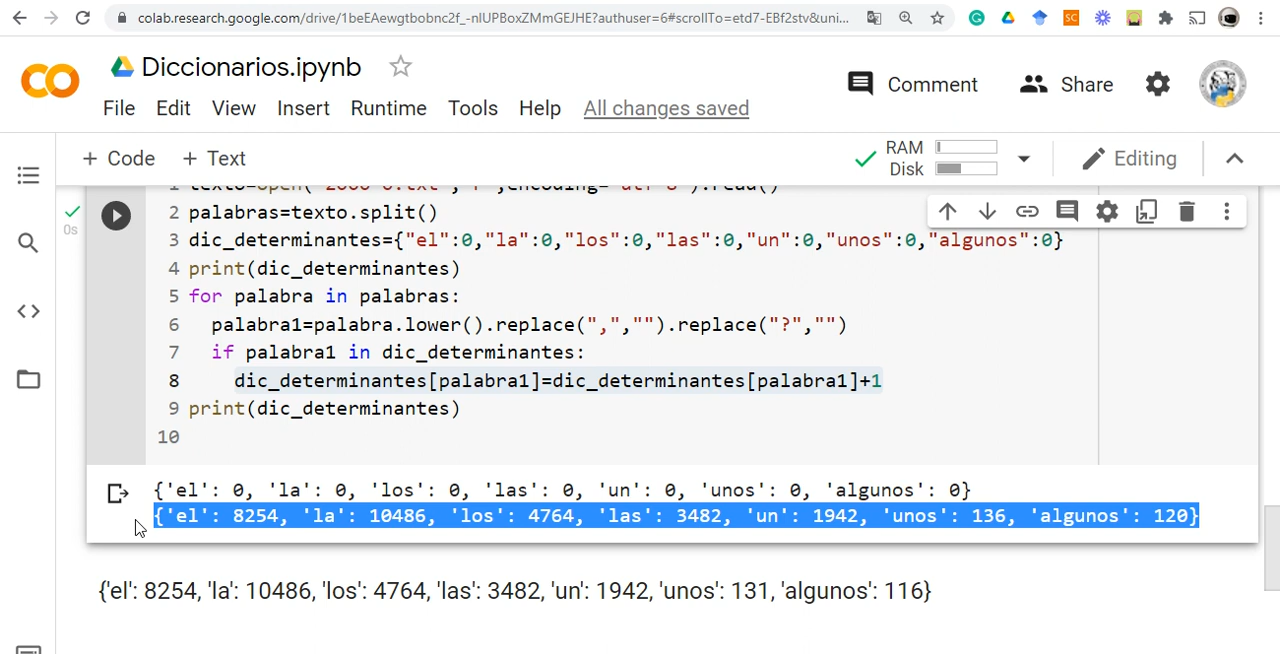 colab.research.google.com/drive/1beEAewgtbobnc2f_-nIUPBoxZMmGEJHE?authuser=6#scrollTo=etd7-EBf2stv&uni...
SC
Diccionarios.ipynb
Comment
Share
File Edit View Insert Runtime Tools Help All changes saved
+ Code + Text
RAM
Disk
Editing
2 palabras=texto.split()
0s
3 dic_determinantes={"el":0,"la":0,"los":0,"las":0,"un":0,"unos":0,"algunos":0}
4 print(dic_determinantes)
5 for palabra in palabras:
6 palabra1=palabra.lower().replace(",","").replace("?","")
7 if palabra1 in dic_determinantes:
8 dic_determinantes[palabra1]=dic_determinantes[palabra1]+1
9 print(dic_determinantes)
10
{'el': 0, 'la': 0, 'los': 0, 'las': 0, 'un': 0, 'unos': 0, 'algunos': 0}
{'el': 8254, 'la': 10486, 'los': 4764, 'las': 3482, 'un': 1942, 'unos': 136, 'algunos': 120}
{'el': 8254, 'la': 10486, 'los': 4764, 'las': 3482, 'un': 1942, 'unos': 131, 'algunos': 116}